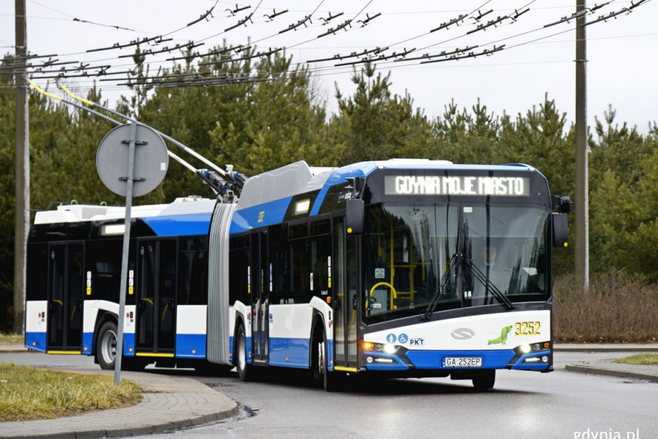 GDYNIA MOJE MIASTO
3252
PKT
GA 252EP
gdynia.pl